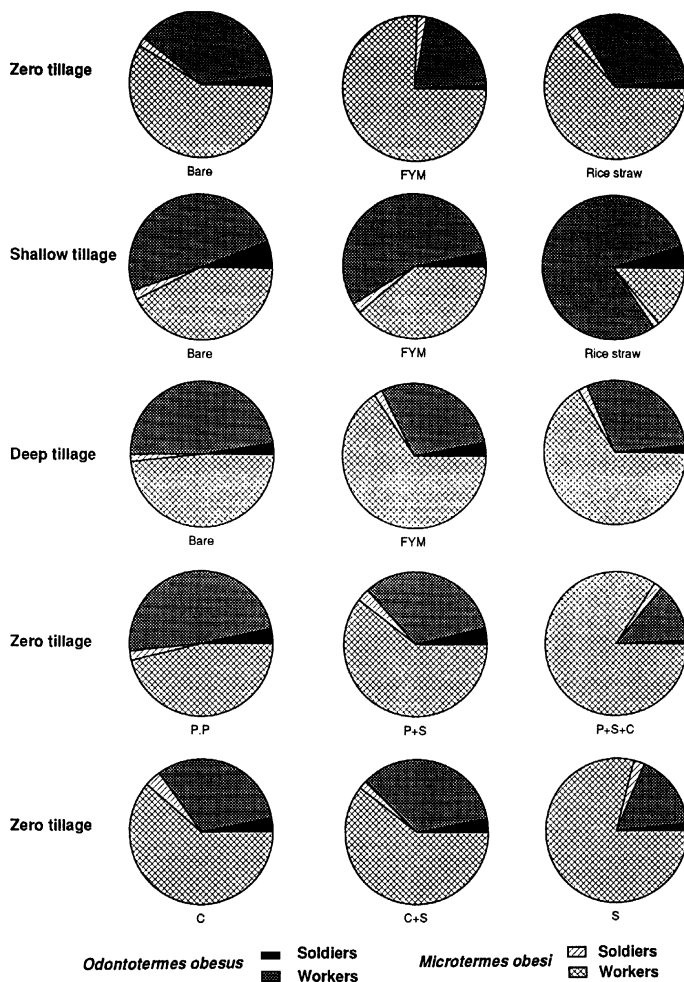 Zero tillage
Bare
FYM
Rice straw
Shallow tillage
Bare
FYM
Rice straw
Deep tillage
Bare
FYM
Zero tillage
P.P
P+S
P+S+C
Zero tillage
C
C+S
S
Odontotermes obesus
Soldiers
Workers
Microtermes obesi
Soldiers
Workers